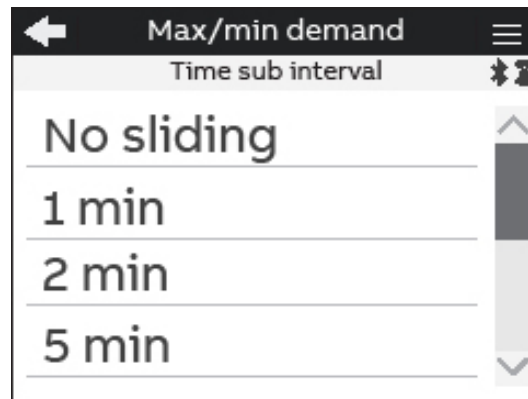 Max/min demand
Time sub interval
No sliding
1 min
2 min
5 min